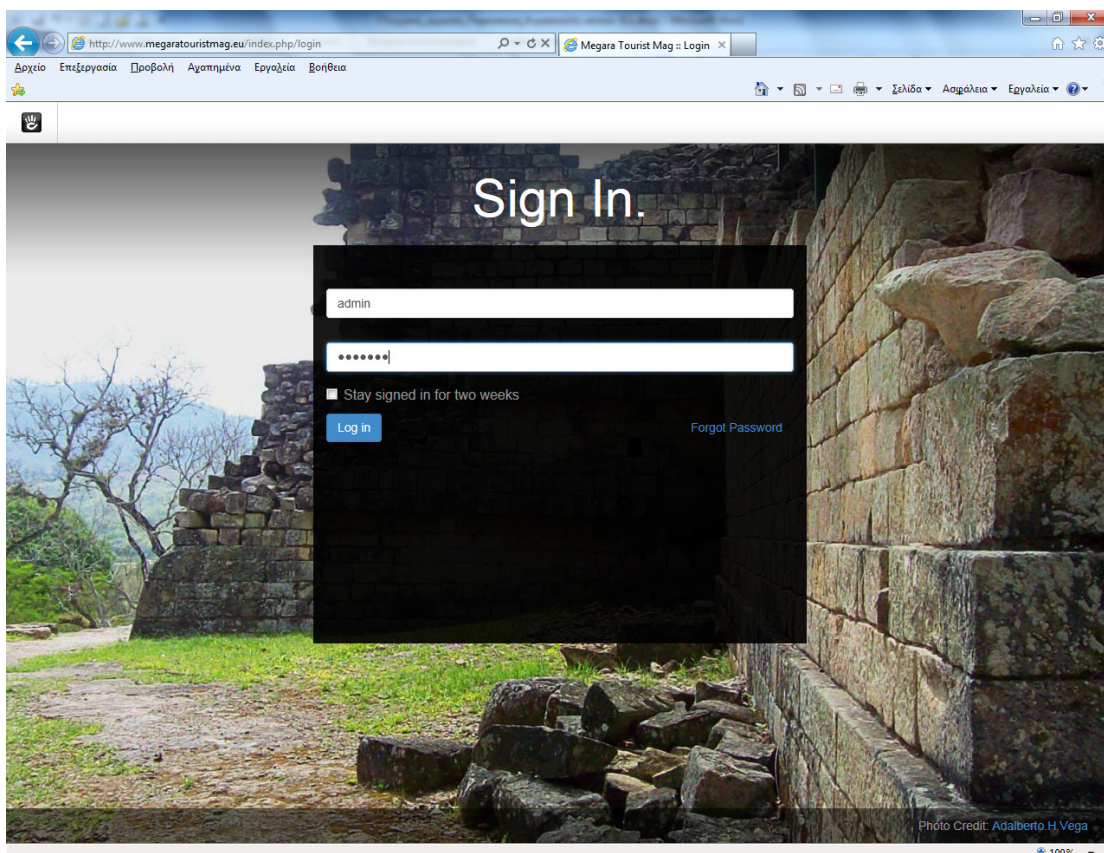 http://www.megaratouristmag.eu/index.php/login
Megara Tourist Mag :: Login
Αρχείο Επεξεργασία Προβολή Αγαπημένα Εργαλεία Βοήθεια
Σελίδα Ασφάλεια Εργαλεία
Sign In.
admin
Stay signed in for two weeks
Log in Forgot Password
Photo Credit: Adalberto.H.Vega
100%